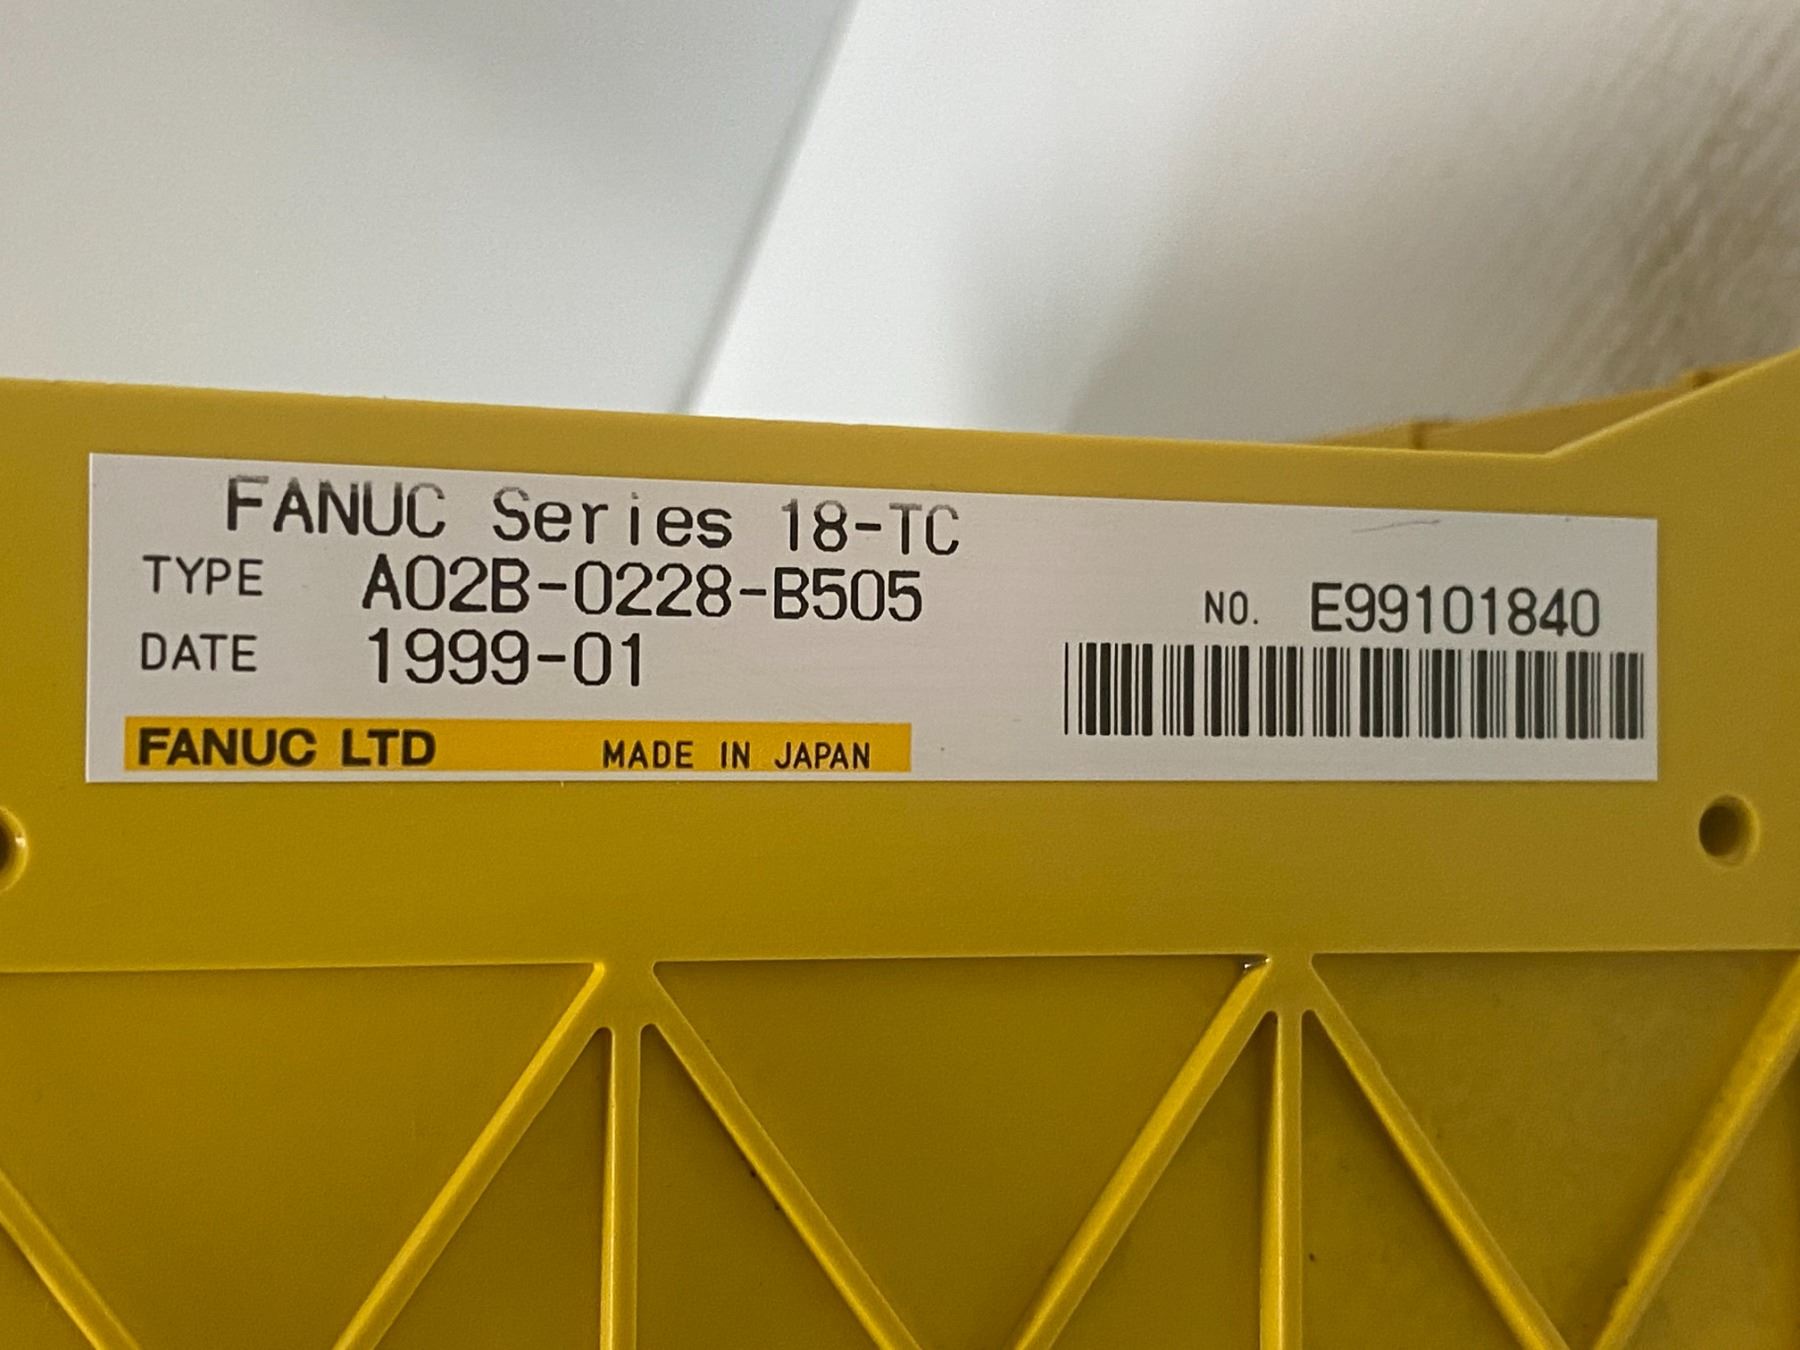 FANUC Series 18-TC
TYPE A02B-0228-B505
NO. E99101840
DATE 1999-01
FANUC LTD MADE IN JAPAN